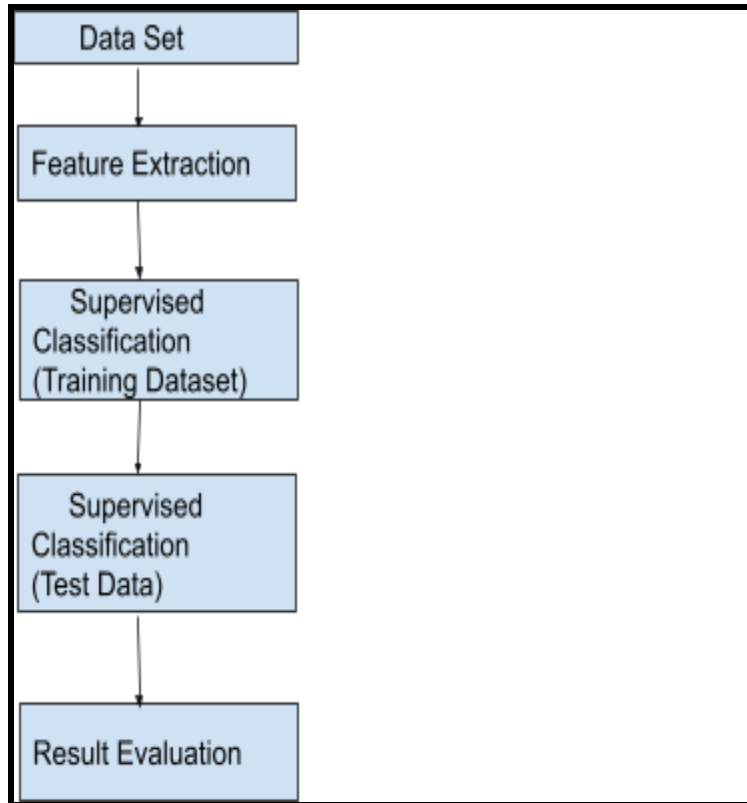 Data Set
Feature Extraction
Supervised
Classification
(Training Dataset)
Supervised
Classification
(Test Data)
Result Evaluation